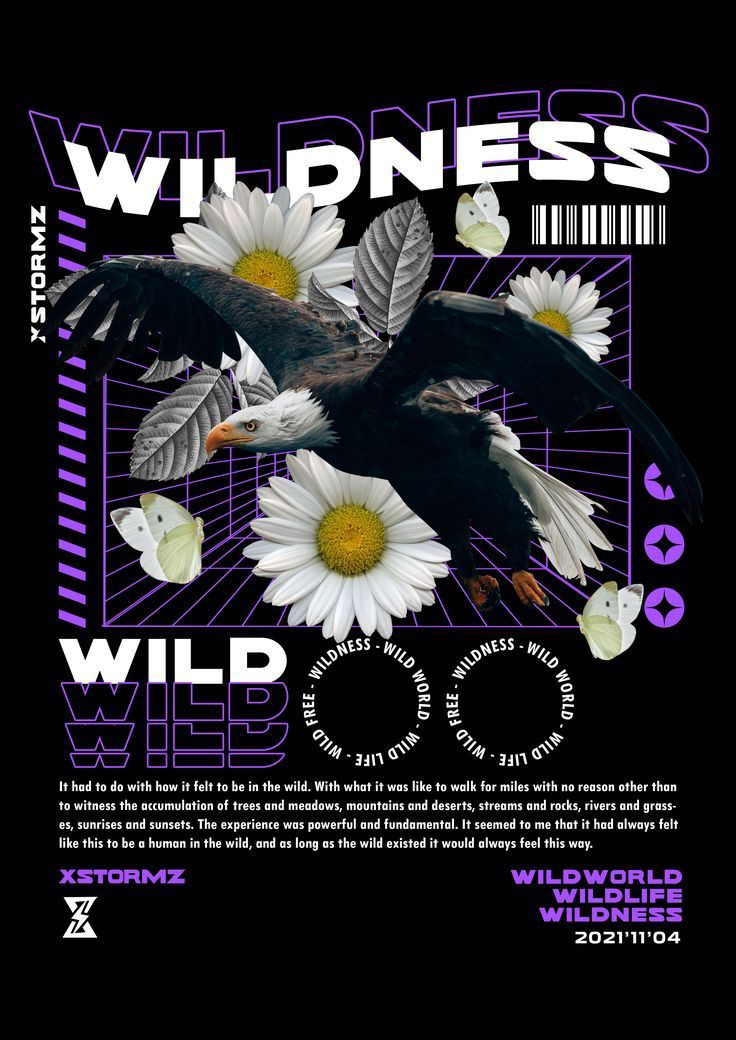 WILDNESS
WILDNESS
XSTORMZ
WILD
WILD
WILD
WILD
WILD FREE - WILDNESS - WILD WORLD - WILD LIFE -
WILD FREE - WILDNESS - WILD WORLD - WILD LIFE -
It had to do with how it felt to be in the wild. With what it was like to walk for miles with no reason other than
to witness the accumulation of trees and meadows, mountains and deserts, streams and rocks, rivers and grass-
es, sunrises and sunsets. The experience was powerful and fundamental. It seemed to me that it had always felt
like this to be a human in the wild, and as long as the wild existed it would always feel this way.
XSTORMZ
WILDWORLD
WILDLIFE
WILDNESS
2021'11'04